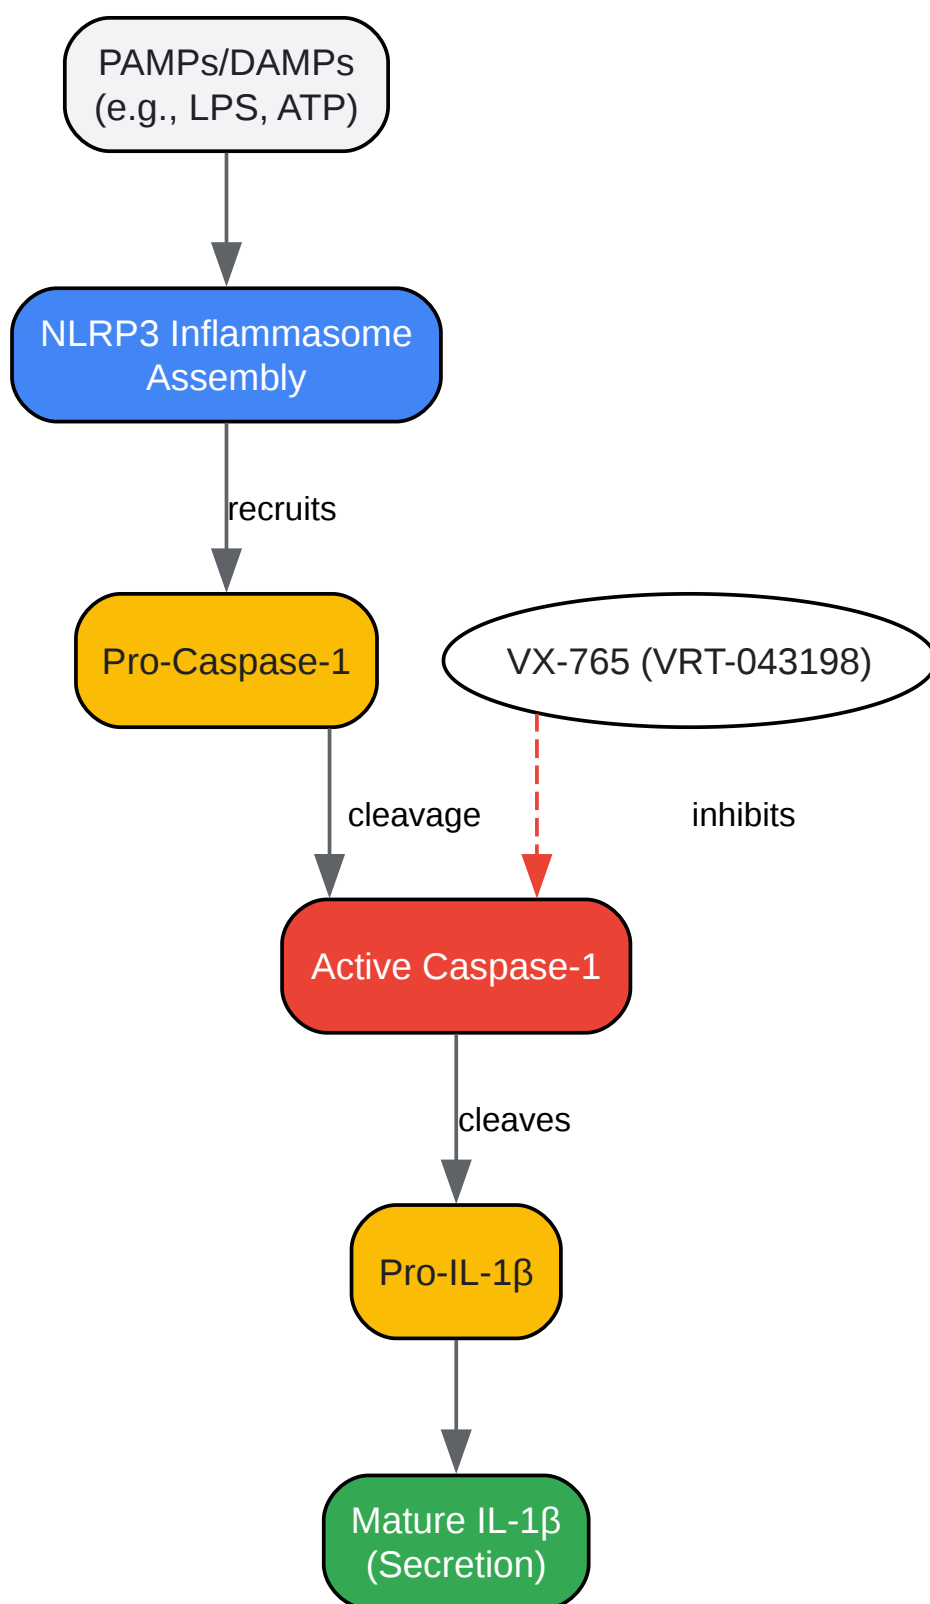 PAMPs/DAMPs
(e.g., LPS, ATP)
NLRP3 Inflammasome
Assembly
recruits
Pro-Caspase-1
VX-765 (VRT-043198)
cleavage
inhibits
Active Caspase-1
cleaves
Pro-IL-1β
Mature IL-1β
(Secretion)